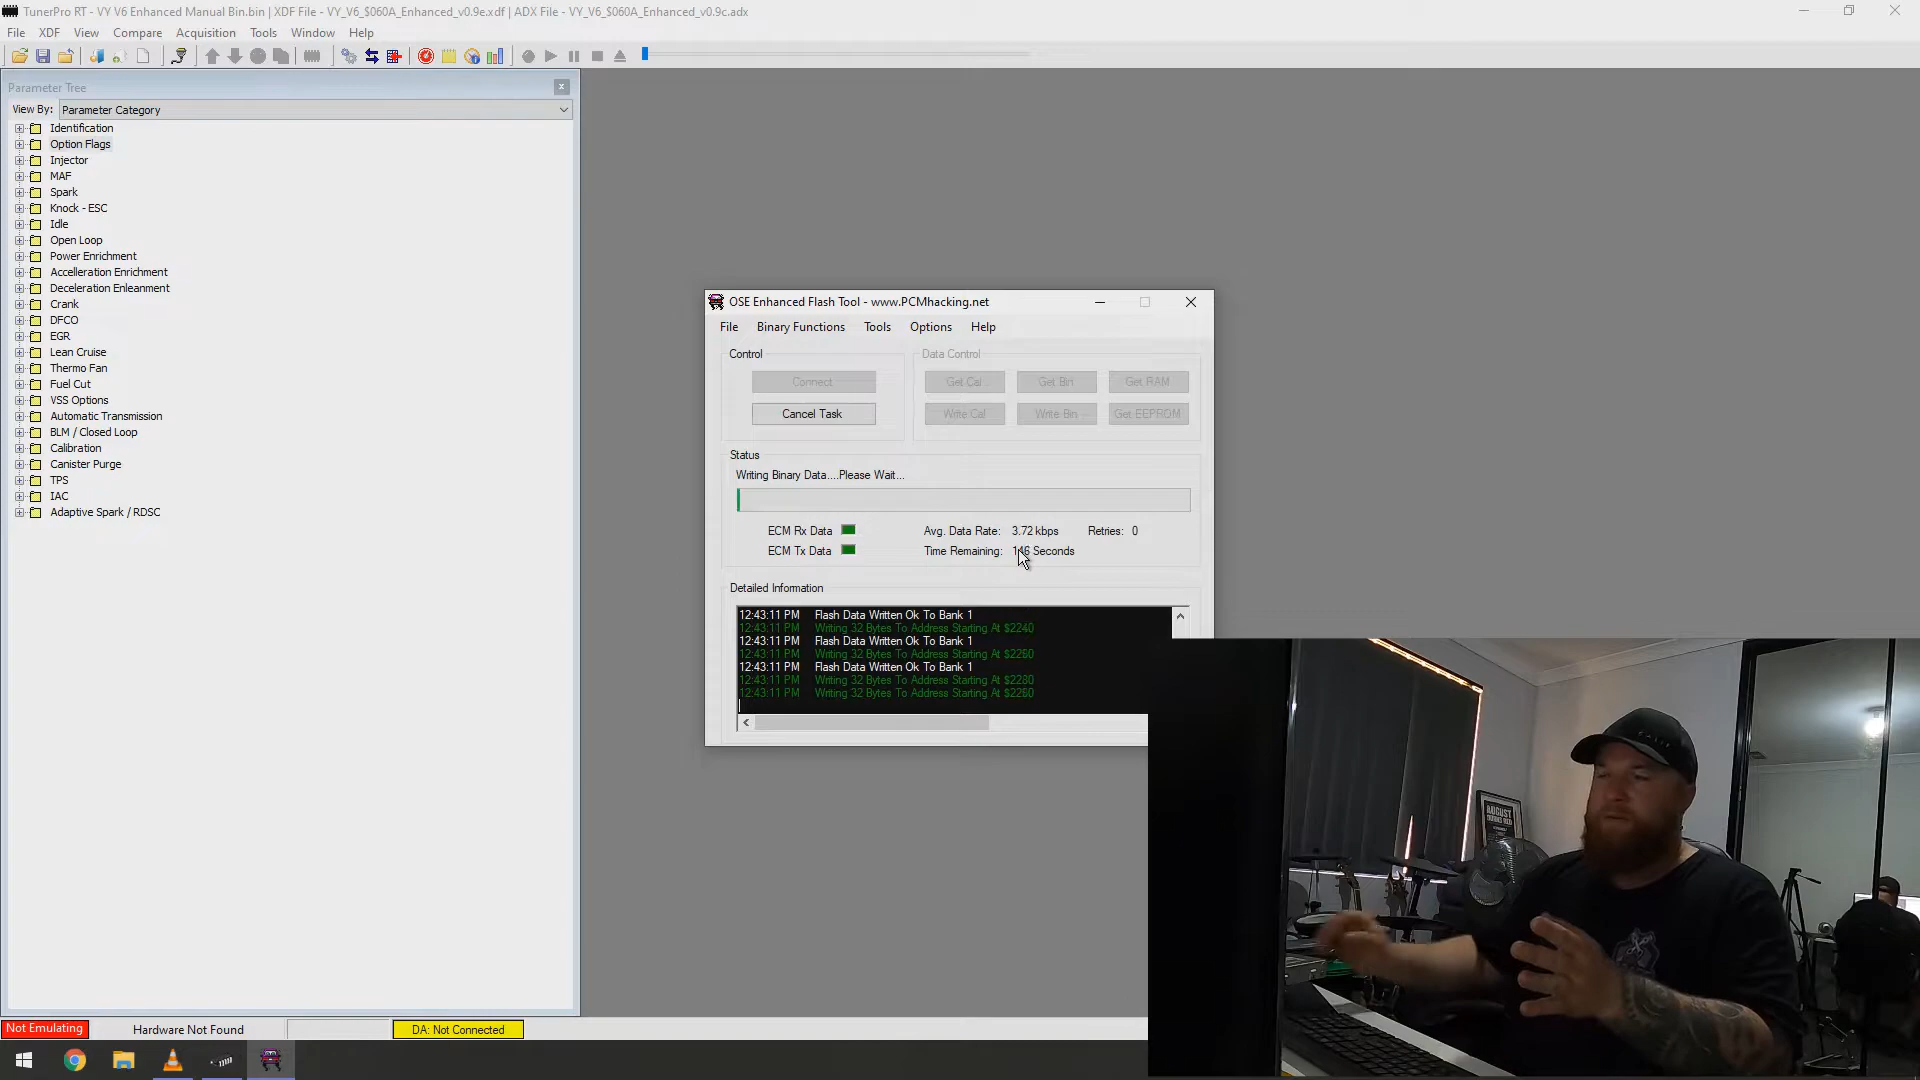 TunerPro RT - VY V6 Enhanced Manual Bin.bin | XDF File - VY_V6_$060A_Enhanced_v0.9e.xdf | ADX File - VY_V6_$060A_Enhanced_v0.9c.adx
File XDF View Compare Acquisition Tools Window Help
Parameter Tree
View By: Parameter Category
Identification
Option Flags
Injector
MAF
Spark
Knock - ESC
Idle
Open Loop
Power Enrichment
Accelleration Enrichment
Deceleration Enleanment
Crank
DFCO
EGR
Lean Cruise
Thermo Fan
Fuel Cut
VSS Options
Automatic Transmission
BLM / Closed Loop
Calibration
Canister Purge
TPS
IAC
Adaptive Spark / RDSC
OSE Enhanced Flash Tool - www.PCMhacking.net
File Binary Functions Tools Options Help
Control Data Control
Connect Get Cal Get Bin Get RAM
Cancel Task Write Cal Write Bin Get EEPROM
Status
Writing Binary Data....Please Wait...
ECM Rx Data Avg. Data Rate: 3.72 kbps Retries: 0
ECM Tx Data Time Remaining: 146 Seconds
Detailed Information
12:43:11 PM Flash Data Written Ok To Bank 1
12:43:11 PM Writing 32 Bytes To Address Starting At $2240
12:43:11 PM Flash Data Written Ok To Bank 1
12:43:11 PM Writing 32 Bytes To Address Starting At $2260
12:43:11 PM Flash Data Written Ok To Bank 1
12:43:11 PM Writing 32 Bytes To Address Starting At $2280
12:43:11 PM Writing 32 Bytes To Address Starting At
AUGUST
BURNS RED
Not Emulating Hardware Not Found DA: Not Connected